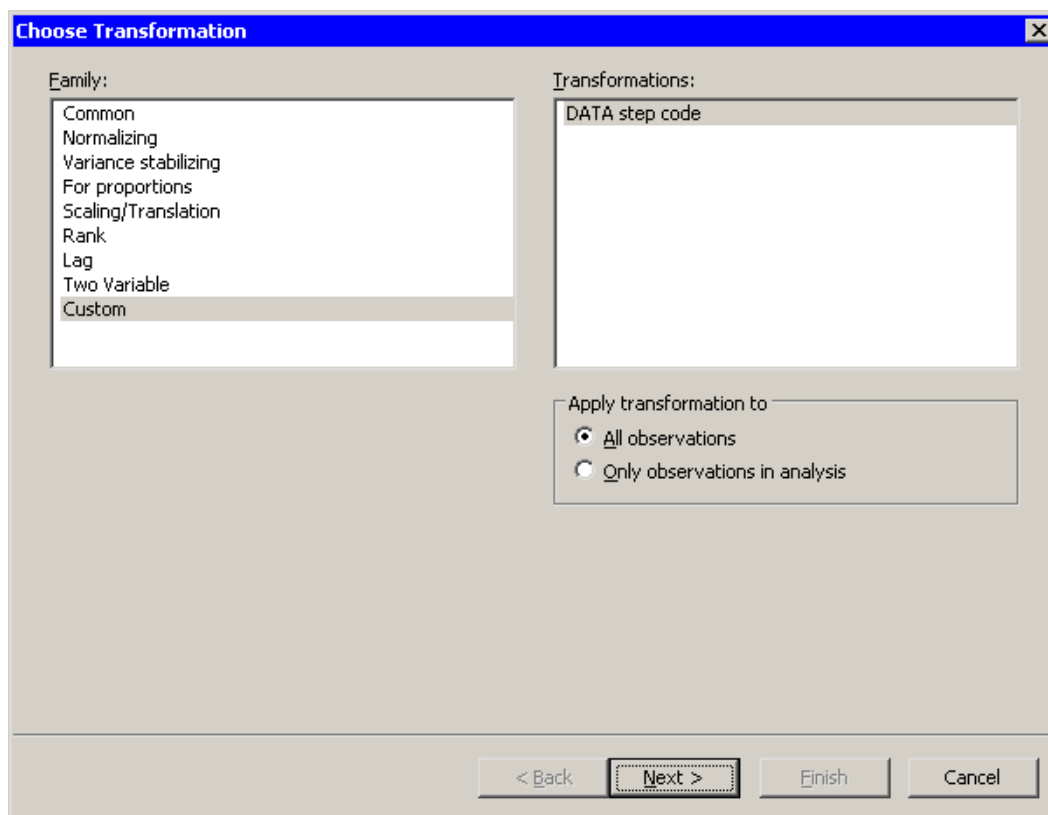 Choose Transformation
Family:
Common
Normalizing
Variance stabilizing
For proportions
Scaling/Translation
Rank
Lag
Two Variable
Custom
Transformations:
DATA step code
Apply transformation to
All observations
Only observations in analysis
< Back
Next >
Finish
Cancel